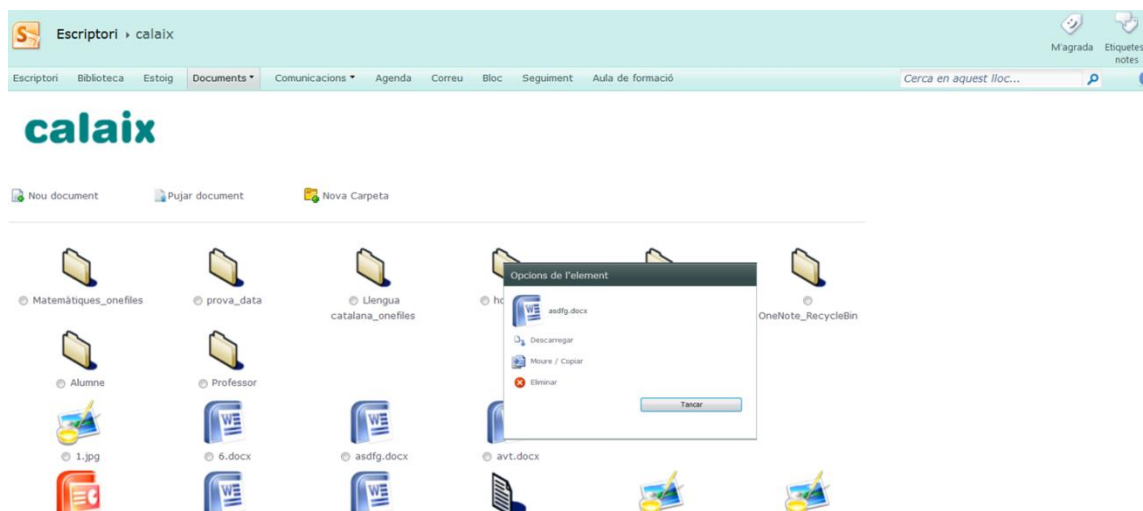 Escriptori ▸ calaix
M'agrada
Etiquetes
notes
Escriptori Biblioteca Estoig Documents Comunicacions Agenda Correu Bloc Seguiment Aula de formació
Cerca en aquest lloc...
calaix
Nou document Pujar document Nova Carpeta
Matemàtiques_onefiles
prova_data
Llengua
catalana_onefiles
OneNote_RecycleBin
Opcions de l'element
asdfg.docx
Descarregar
Moure / Copiar
Eliminar
Tancar
Alumne
Professor
1.jpg
6.docx
asdfg.docx
avt.docx